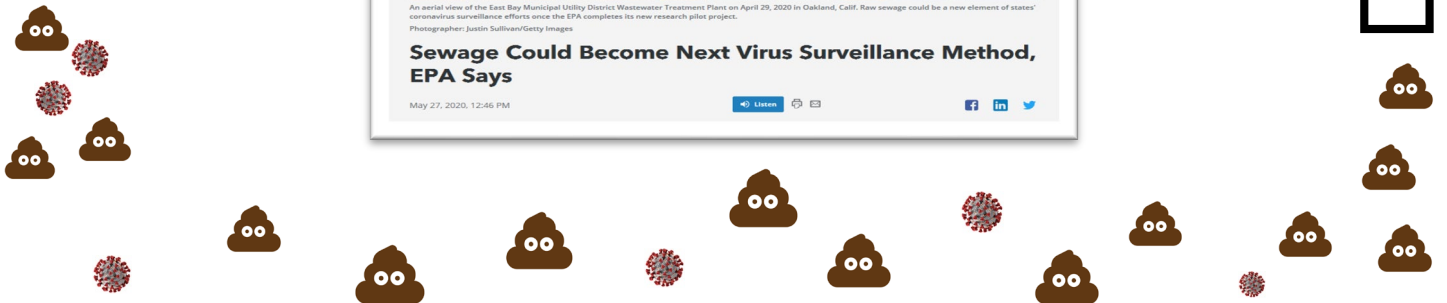 An aerial view of the East Bay Municipal Utility District Wastewater Treatment Plant on April 29, 2020 in Oakland, Calif. Raw sewage could be a new element of states'
coronavirus surveillance efforts once the EPA completes its new research pilot project.
Photographer: Justin Sullivan/Getty Images
Sewage Could Become Next Virus Surveillance Method,
EPA Says
May 27, 2020, 12:46 PM
Listen